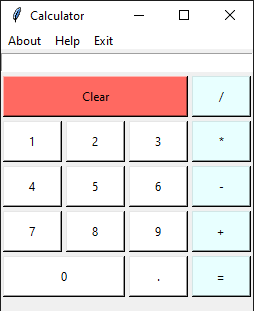 Calculator
About Help Exit
Clear /
1 2 3 *
4 5 6 -
7 8 9 +
0 . =